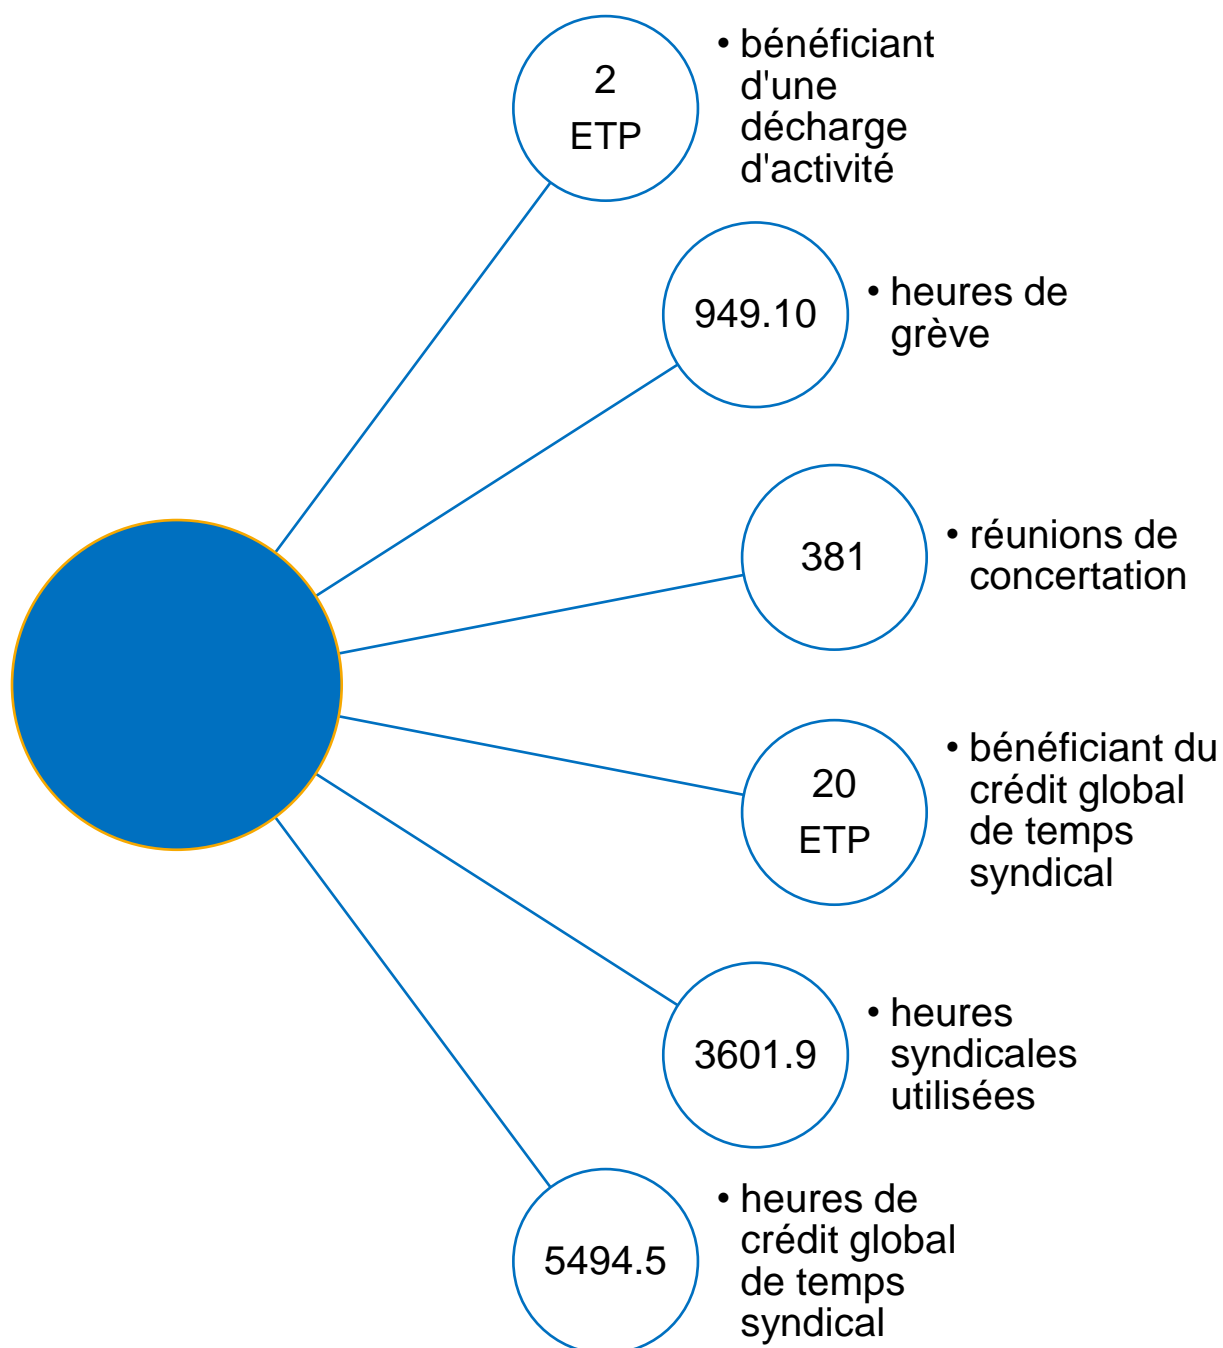 2
ETP
• bénéficiant
d'une
décharge
d'activité
949.10
• heures de
grève
381
• réunions de
concertation
20
ETP
• bénéficiant du
crédit global
de temps
syndical
3601.9
• heures
syndicales
utilisées
5494.5
• heures de
crédit global
de temps
syndical